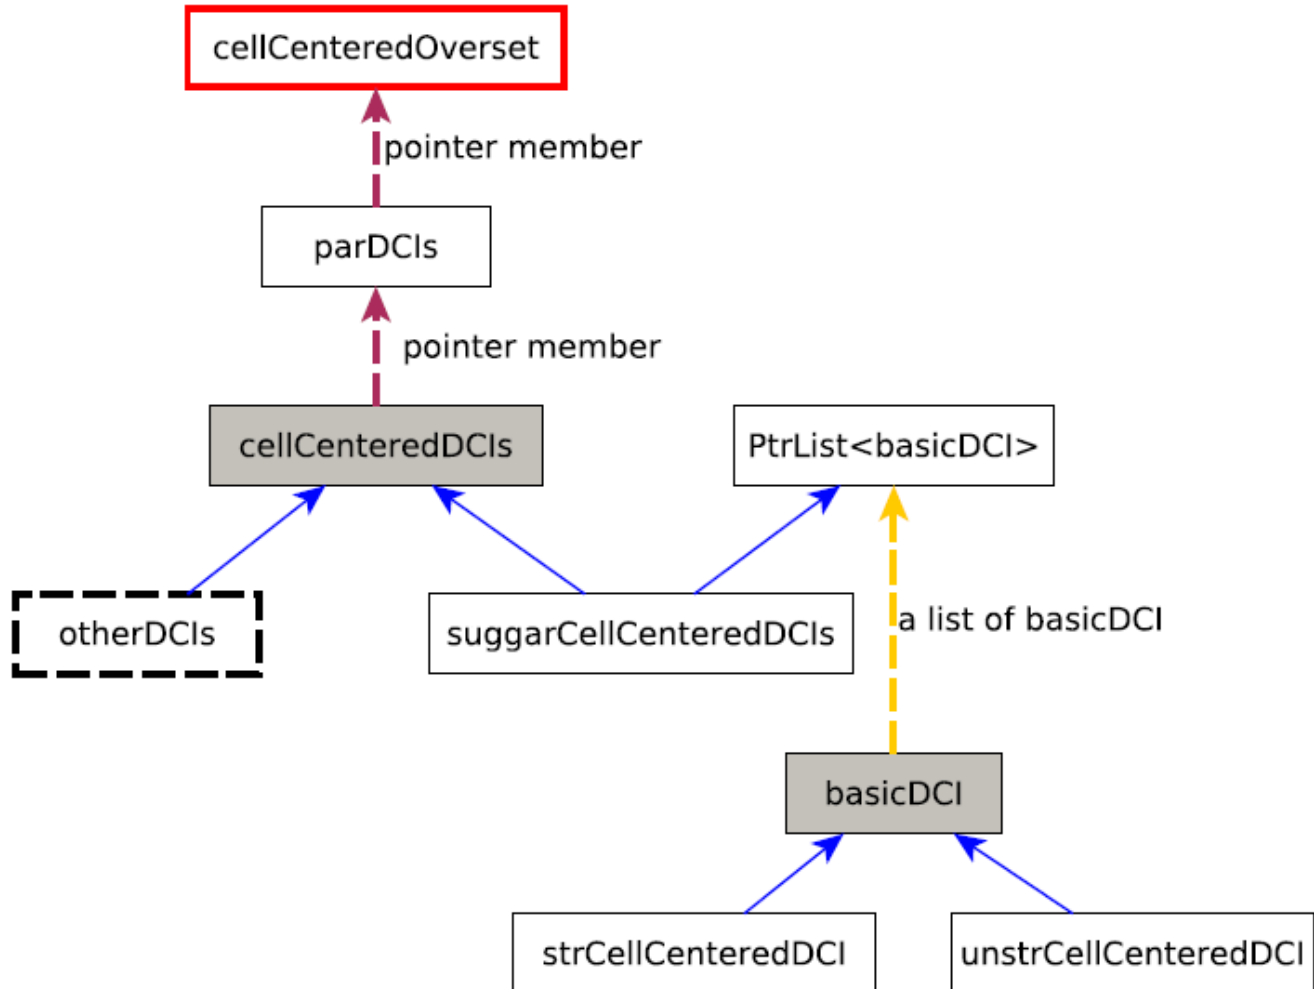 cellCenteredOverset
pointer member
parDCIs
pointer member
cellCenteredDCIs
PtrList<basicDCI>
otherDCIs
suggarCellCenteredDCIs
a list of basicDCI
basicDCI
strCellCenteredDCI
unstrCellCenteredDCI